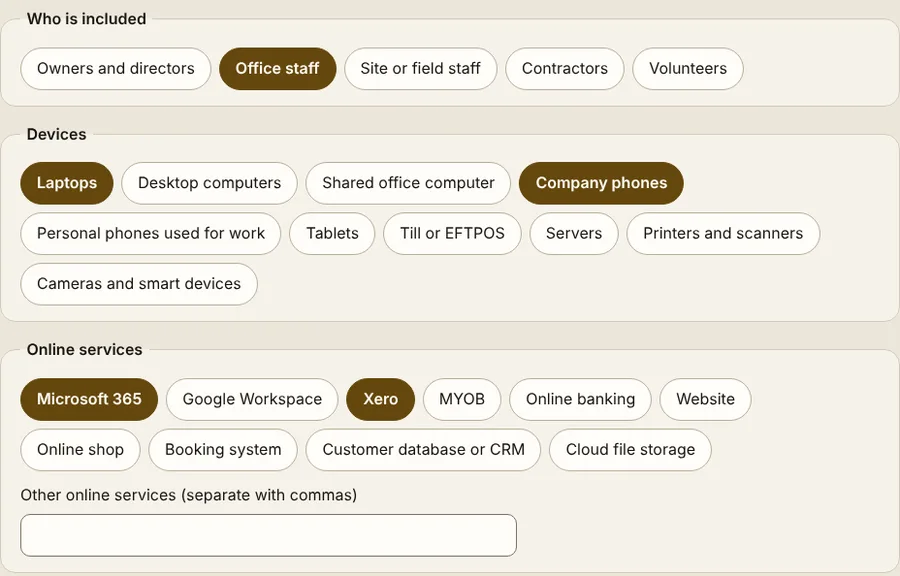 Who is included
Owners and directors Office staff Site or field staff Contractors Volunteers
Devices
Laptops Desktop computers Shared office computer Company phones
Personal phones used for work Tablets Till or EFTPOS Servers Printers and scanners
Cameras and smart devices
Online services
Microsoft 365 Google Workspace Xero MYOB Online banking Website
Online shop Booking system Customer database or CRM Cloud file storage
Other online services (separate with commas)